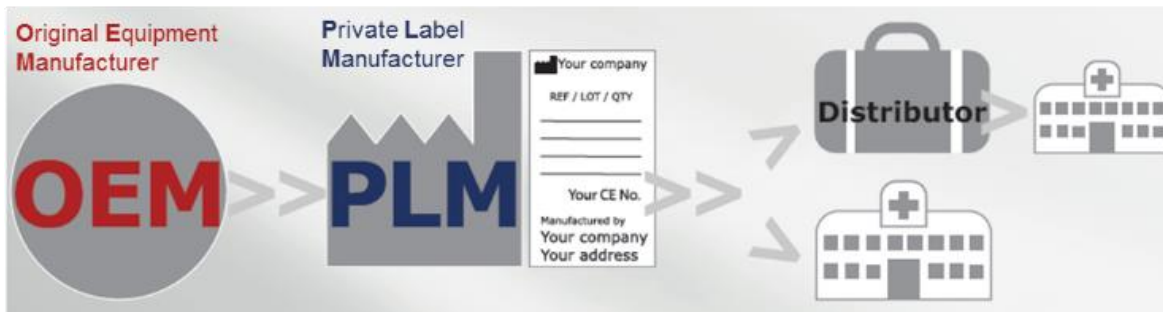 Original Equipment
Manufacturer
OEM
Private Label
Manufacturer
PLM
Your company
REF / LOT / QTY
Your CE No.
Manufactured by
Your company
Your address
Distributor